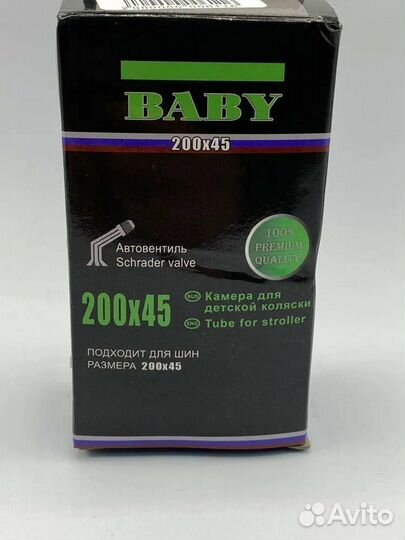 BABY
200x45
Автовентиль
Schrader valve
100%
PREMIUM
QUALITY
200x45
RUS Камера для
детской коляски
ENG Tube for stroller
ПОДХОДИТ ДЛЯ ШИН
РАЗМЕРА 200x45
Avito